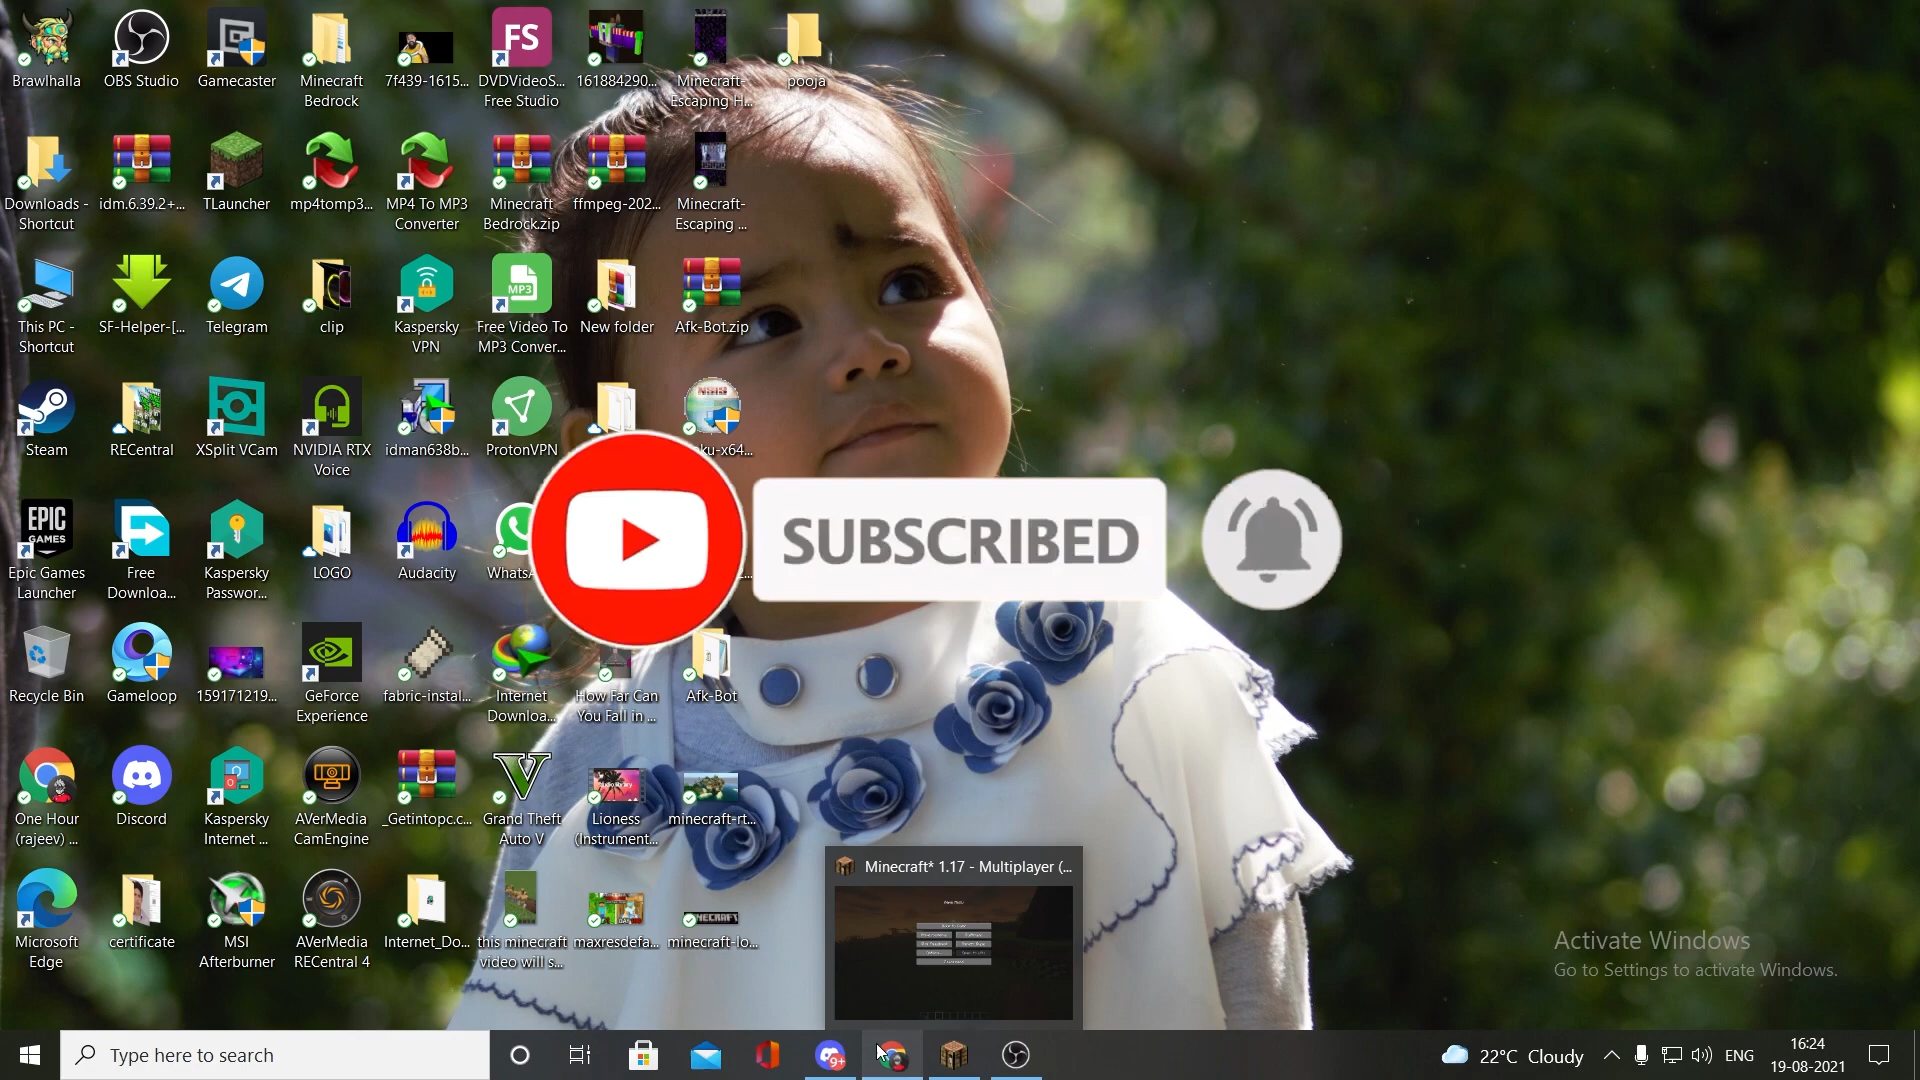 Brawlhalla
OBS Studio
Gamecaster
Minecraft
Bedrock
7f439-1615...
FS
DVDVideoS...
Free Studio
161884290...
Minecraft-
Escaping H...
pooja
Downloads -
Shortcut
idm.6.39.2+...
TLauncher
mp4tomp3...
MP4 To MP3
Converter
Minecraft
Bedrock.zip
ffmpeg-202...
Minecraft-
Escaping ...
This PC -
Shortcut
SF-Helper-[...
Telegram
clip
Kaspersky
VPN
MP3
Free Video To
MP3 Conver...
New folder
Afk-Bot.zip
Steam
RECentral
XSplit VCam
NVIDIA RTX
Voice
idman638b...
ProtonVPN
NSIS
ku-x64...
EPIC
GAMES
Epic Games
Launcher
Free
Downloa...
Kaspersky
Passwor...
LOGO
Audacity
WhatsA
SUBSCRIBED
Recycle Bin
Gameloop
159171219...
GeForce
Experience
fabric-instal...
Internet
Downloa...
How Far Can
You Fall in ...
Afk-Bot
One Hour
(rajeev) ...
Discord
Kaspersky
Internet ...
AVerMedia
CamEngine
_Getintopc.c...
Grand Theft
Auto V
Lioness
(Instrument...
minecraft-rt...
Microsoft
Edge
certificate
MSI
Afterburner
AVerMedia
RECentral 4
Internet_Do...
this minecraft
video will s...
maxresdefa...
MINECRAFT
minecraft-lo...
Minecraft* 1.17 - Multiplayer (...
Activate Windows
Go to Settings to activate Windows.
Type here to search
9+
22°C Cloudy
ENG
16:24
19-08-2021